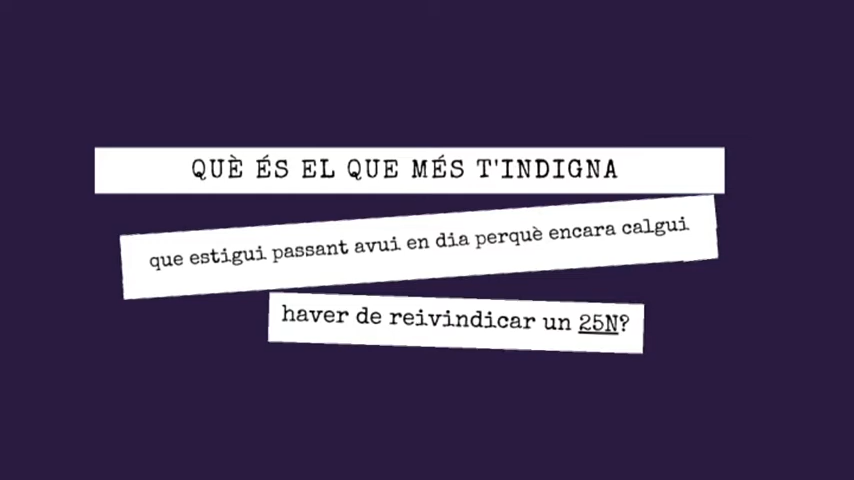 QUÈ ÉS EL QUE MÉS T'INDIGNA
que estigui passant avui en dia perquè encara calgui
haver de reivindicar un 25N?